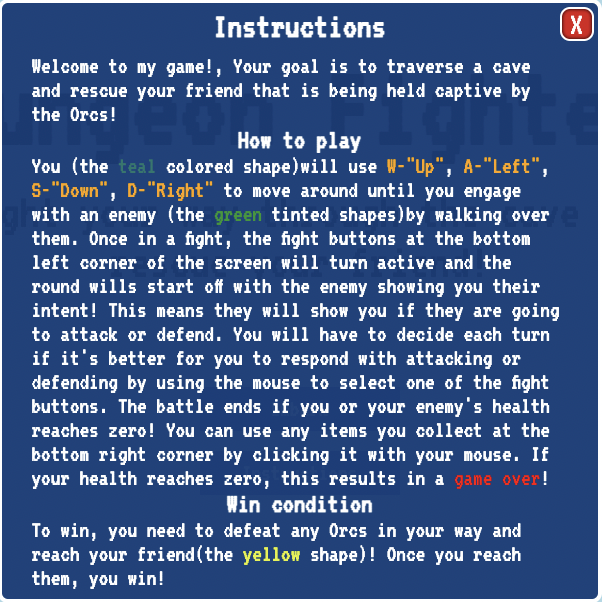 Instructions
X
Welcome to my game!, Your goal is to traverse a cave
and rescue your friend that is being held captive by
the Orcs!
How to play
You (the teal colored shape)will use W-"Up", A-"Left",
S-"Down", D-"Right" to move around until you engage
with an enemy (the green tinted shapes)by walking over
them. Once in a fight, the fight buttons at the bottom
left corner of the screen will turn active and the
round wills start off with the enemy showing you their
intent! This means they will show you if they are going
to attack or defend. You will have to decide each turn
if it's better for you to respond with attacking or
defending by using the mouse to select one of the fight
buttons. The battle ends if you or your enemy's health
reaches zero! You can use any items you collect at the
bottom right corner by clicking it with your mouse. If
your health reaches zero, this results in a game over!
Win condition
To win, you need to defeat any Orcs in your way and
reach your friend(the yellow shape)! Once you reach
them, you win!